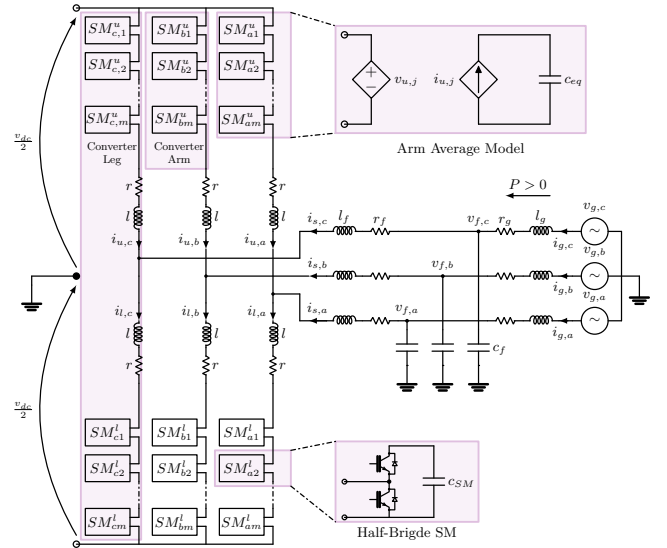 SM^u_{c,1} SM^u_{b1} SM^u_{a1}
SM^u_{c,2} SM^u_{b2} SM^u_{a2}
SM^u_{c,m} SM^u_{bm} SM^u_{am}
Converter Leg
Converter Arm
+
−
v_{u,j} i_{u,j} c_{eq}
Arm Average Model
v_{dc}/2
r r r
l l l
i_{u,c} i_{u,b} i_{u,a}
P > 0
i_{s,c} l_f r_f v_{f,c} r_g l_g i_{g,c} v_{g,c}
∼
i_{s,b} v_{f,b} i_{g,b} v_{g,b}
∼
i_{s,a} v_{f,a} i_{g,a} v_{g,a}
∼
c_f
i_{l,c} i_{l,b} i_{l,a}
l l l
r r r
v_{dc}/2
SM^l_{c1} SM^l_{b1} SM^l_{a1}
SM^l_{c2} SM^l_{b2} SM^l_{a2}
SM^l_{cm} SM^l_{bm} SM^l_{am}
c_{SM}
Half-Brigde SM